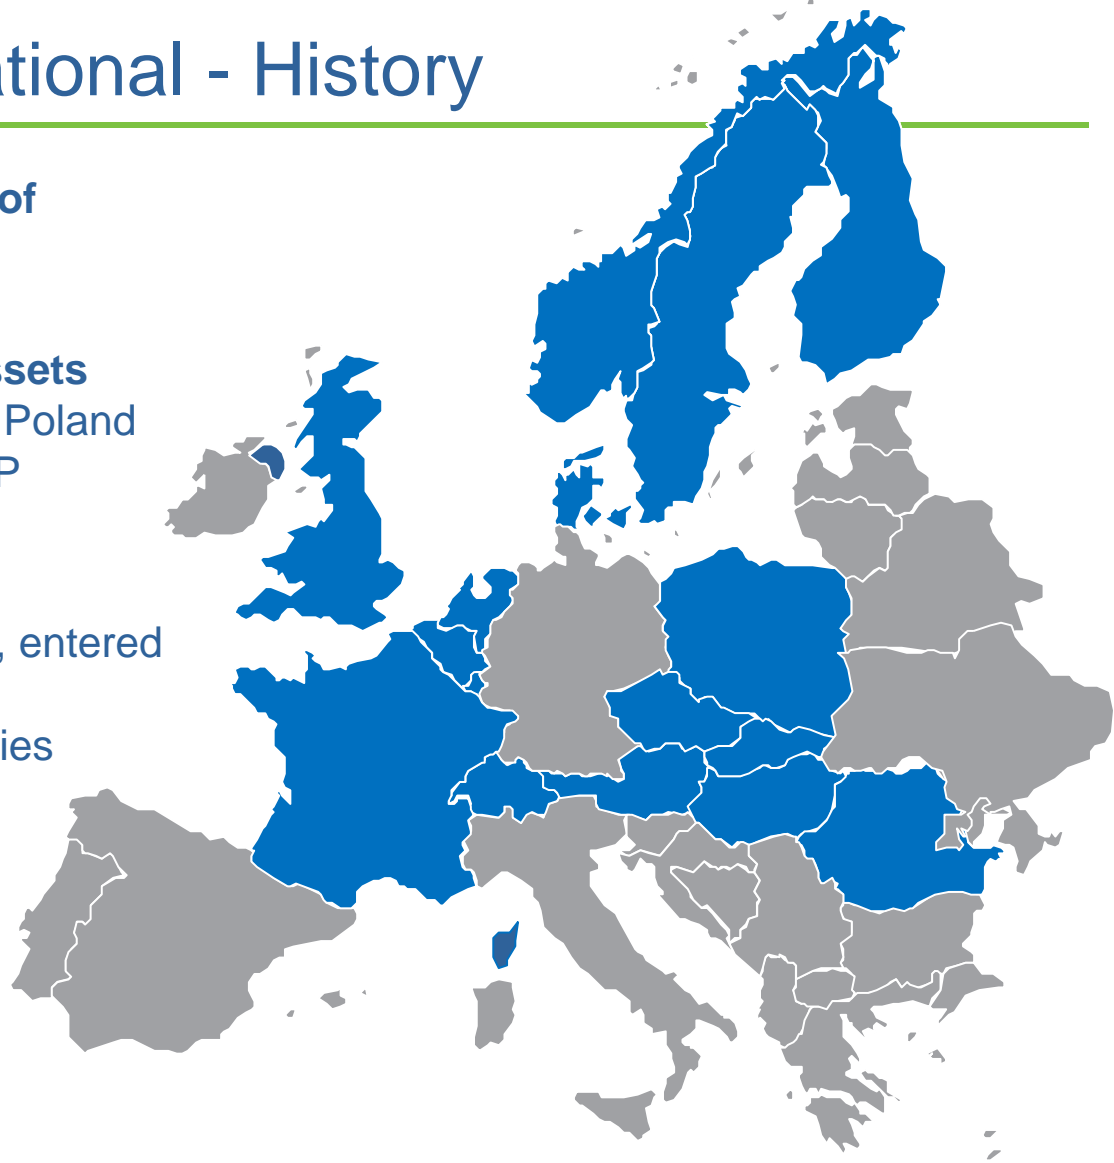 ational - History
of
ssets
Poland
P
, entered
ies